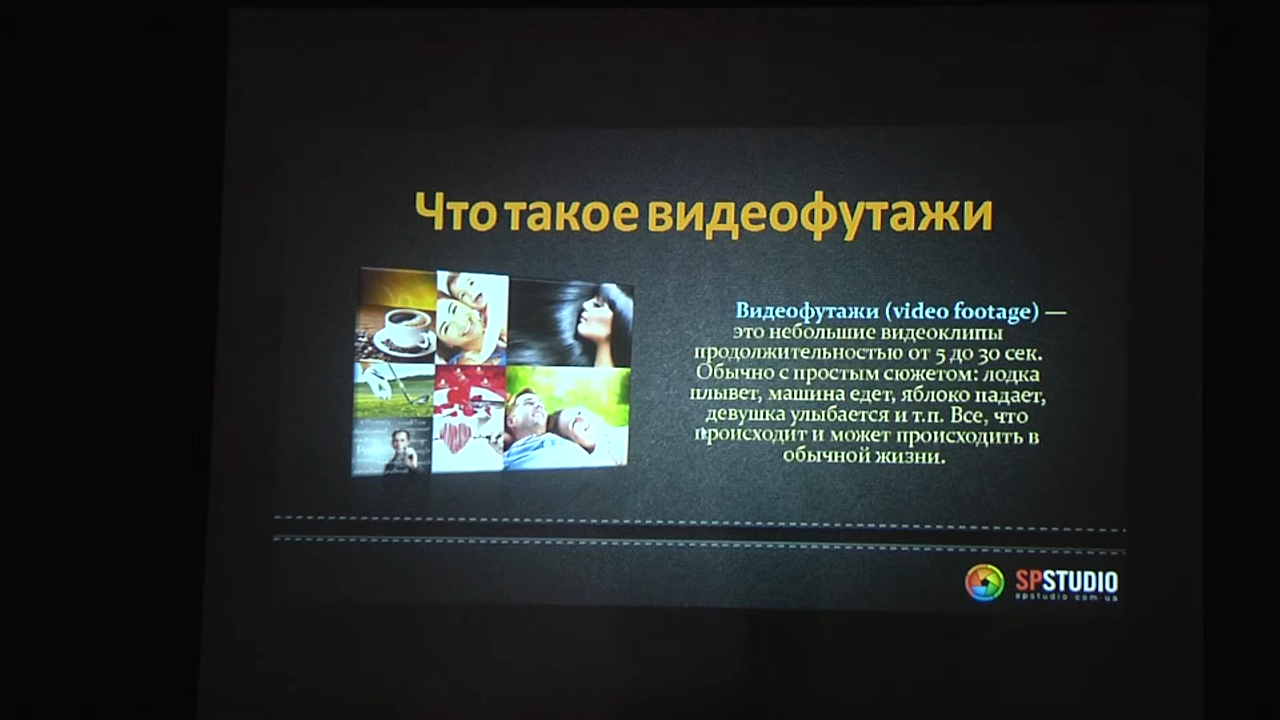 Что такое видеофутажи
Видеофутажи (video footage) —
это небольшие видеоклипы
продолжительностью от 5 до 30 сек.
Обычно с простым сюжетом: лодка
плывет, машина едет, яблоко падает,
девушка улыбается и т.п. Все, что
происходит и может происходить в
обычной жизни.
SPSTUDIO
spstudio.com.ua